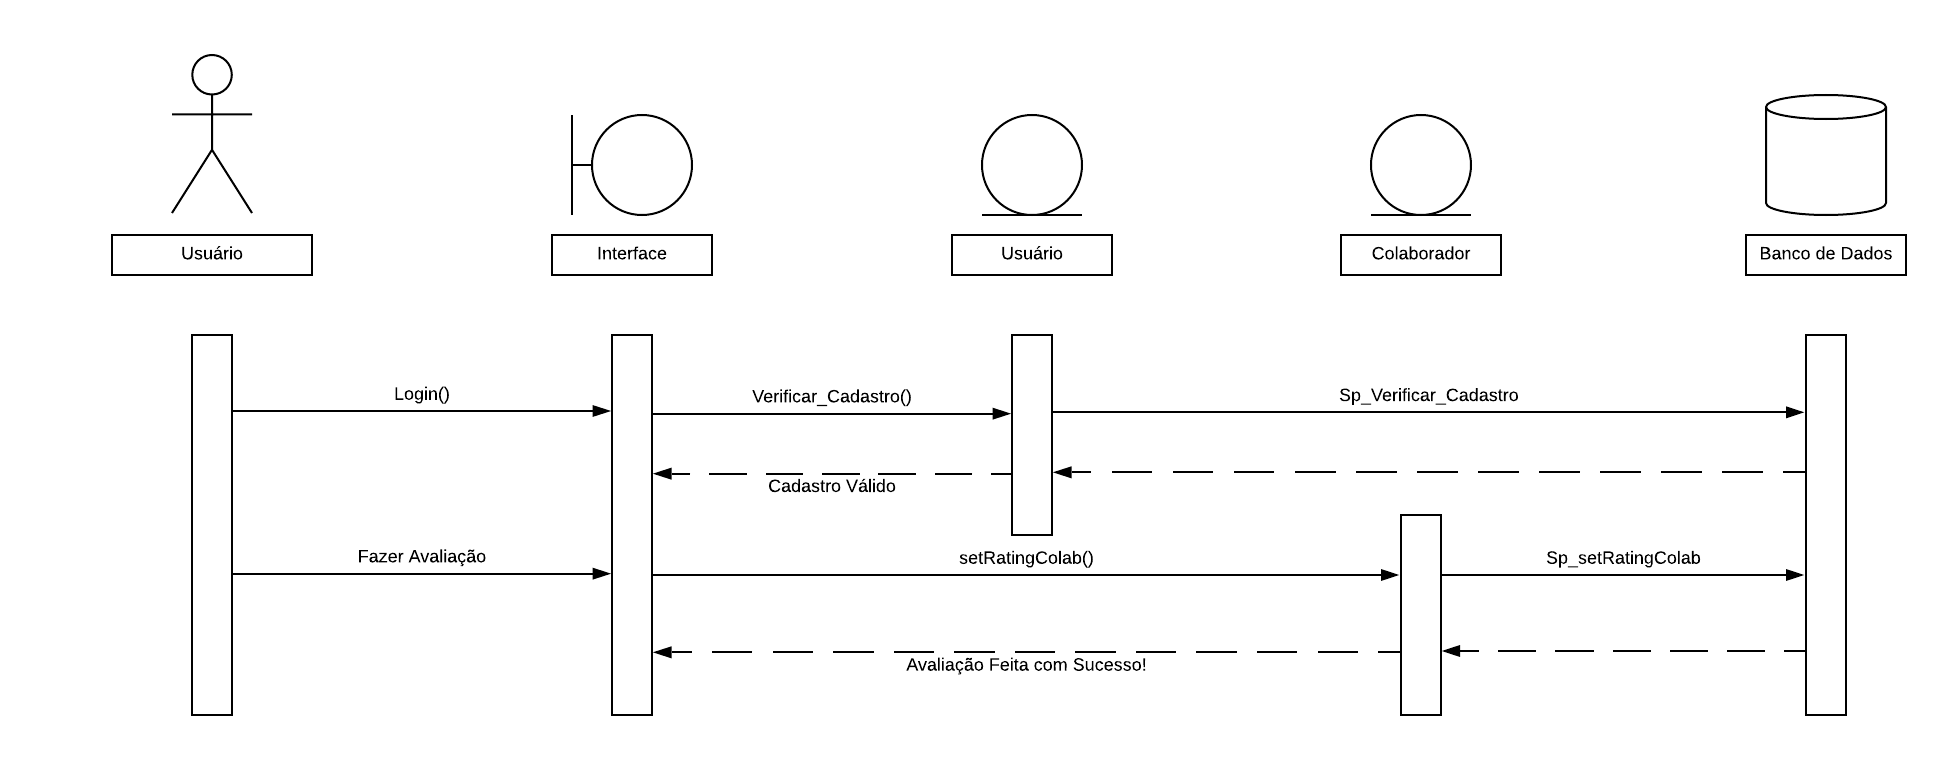 Usuário
Interface
Usuário
Colaborador
Banco de Dados
Login()
Verificar_Cadastro()
Sp_Verificar_Cadastro
Cadastro Válido
Fazer Avaliação
setRatingColab()
Sp_setRatingColab
Avaliação Feita com Sucesso!